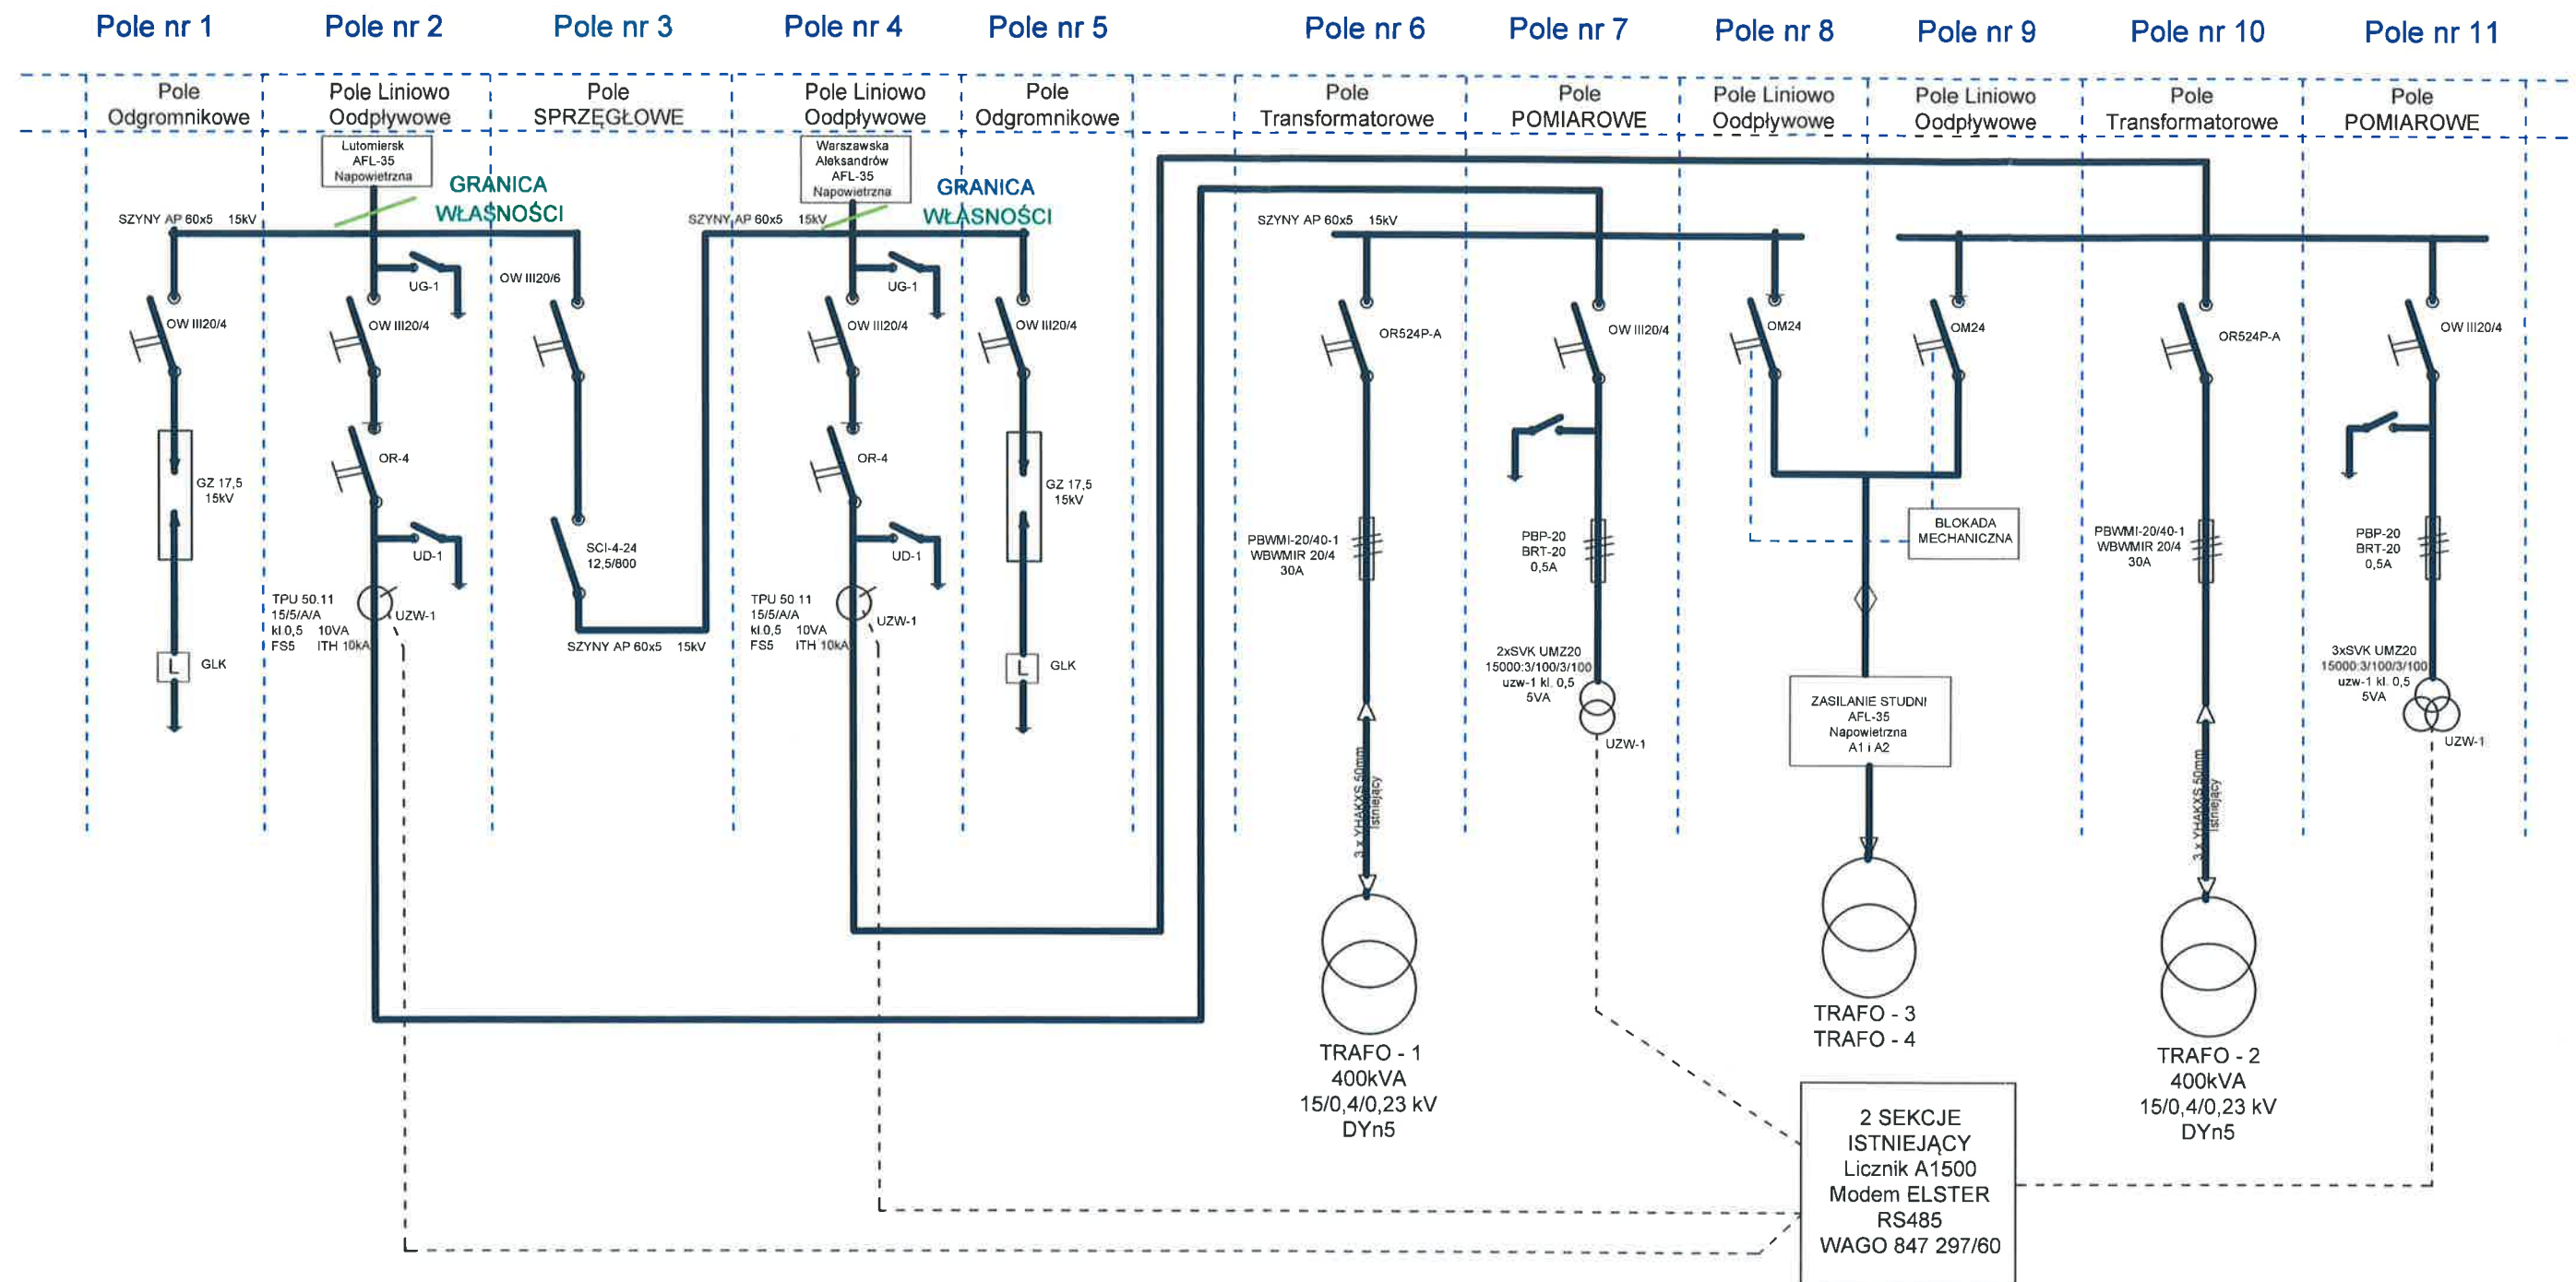 Pole nr 1
Pole nr 2
Pole nr 3
Pole nr 4
Pole nr 5
Pole nr 6
Pole nr 7
Pole nr 8
Pole nr 9
Pole nr 10
Pole nr 11
Pole
Odgromnikowe
Pole Liniowo
Oodpływowe
Pole
SPRZĘGŁOWE
Pole Liniowo
Oodpływowe
Pole
Odgromnikowe
Pole
Transformatorowe
Pole
POMIAROWE
Pole Liniowo
Oodpływowe
Pole Liniowo
Oodpływowe
Pole
Transformatorowe
Pole
POMIAROWE
Lutomiersk
AFL-35
Napowietrzna
GRANICA
WŁASNOŚCI
Warszawska
Aleksandrów
AFL-35
Napowietrzna
GRANICA
WŁASNOŚCI
SZYNY AP 60x5 15kV
SZYNY AP 60x5 15kV
SZYNY AP 60x5 15kV
OW III20/4
GZ 17,5
15kV
L
GLK
UG-1
OW III20/4
OR-4
UD-1
TPU 50.11
15/5/A/A
kl.0,5 10VA
FS5 ITH 10kA
UZW-1
OW III20/6
SCI-4-24
12,5/800
SZYNY AP 60x5 15kV
UG-1
OW III20/4
OR-4
UD-1
TPU 50.11
15/5/A/A
kl.0,5 10VA
FS5 ITH 10kA
UZW-1
OW III20/4
GZ 17,5
15kV
L
GLK
OR524P-A
PBWMI-20/40-1
WBWMIR 20/4
30A
3 x YHAKXS 50mm
Istniejący
TRAFO - 1
400kVA
15/0,4/0,23 kV
DYn5
OW III20/4
PBP-20
BRT-20
0,5A
2xSVK UMZ20
15000:3/100/3/100
uzw-1 kl. 0,5
5VA
UZW-1
OM24
OM24
BLOKADA
MECHANICZNA
ZASILANIE STUDNI
AFL-35
Napowietrzna
A1 i A2
TRAFO - 3
TRAFO - 4
OR524P-A
PBWMI-20/40-1
WBWMIR 20/4
30A
3 x YHAKXS 50mm
Istniejący
TRAFO - 2
400kVA
15/0,4/0,23 kV
DYn5
OW III20/4
PBP-20
BRT-20
0,5A
3xSVK UMZ20
15000:3/100/3/100
uzw-1 kl. 0,5
5VA
UZW-1
2 SEKCJE
ISTNIEJĄCY
Licznik A1500
Modem ELSTER
RS485
WAGO 847 297/60